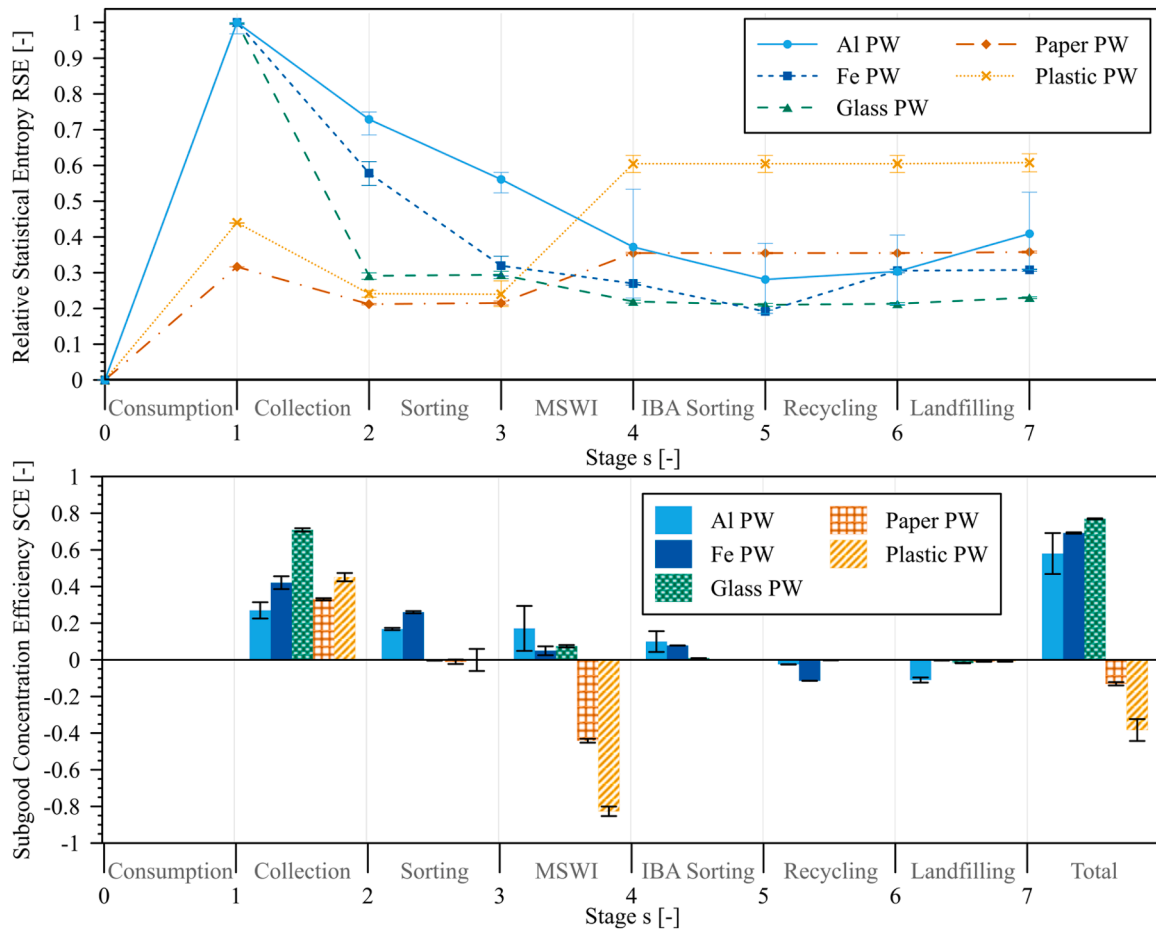 Relative Statistical Entropy RSE [-]
1
0.9
0.8
0.7
0.6
0.5
0.4
0.3
0.2
0.1
0
Al PW
Fe PW
Glass PW
Paper PW
Plastic PW
Consumption Collection Sorting MSWI IBA Sorting Recycling Landfilling
0 1 2 3 4 5 6 7
Stage s [-]
Subgood Concentration Efficiency SCE [-]
1
0.8
0.6
0.4
0.2
0
-0.2
-0.4
-0.6
-0.8
-1
Al PW
Fe PW
Glass PW
Paper PW
Plastic PW
Consumption Collection Sorting MSWI IBA Sorting Recycling Landfilling Total
0 1 2 3 4 5 6 7
Stage s [-]